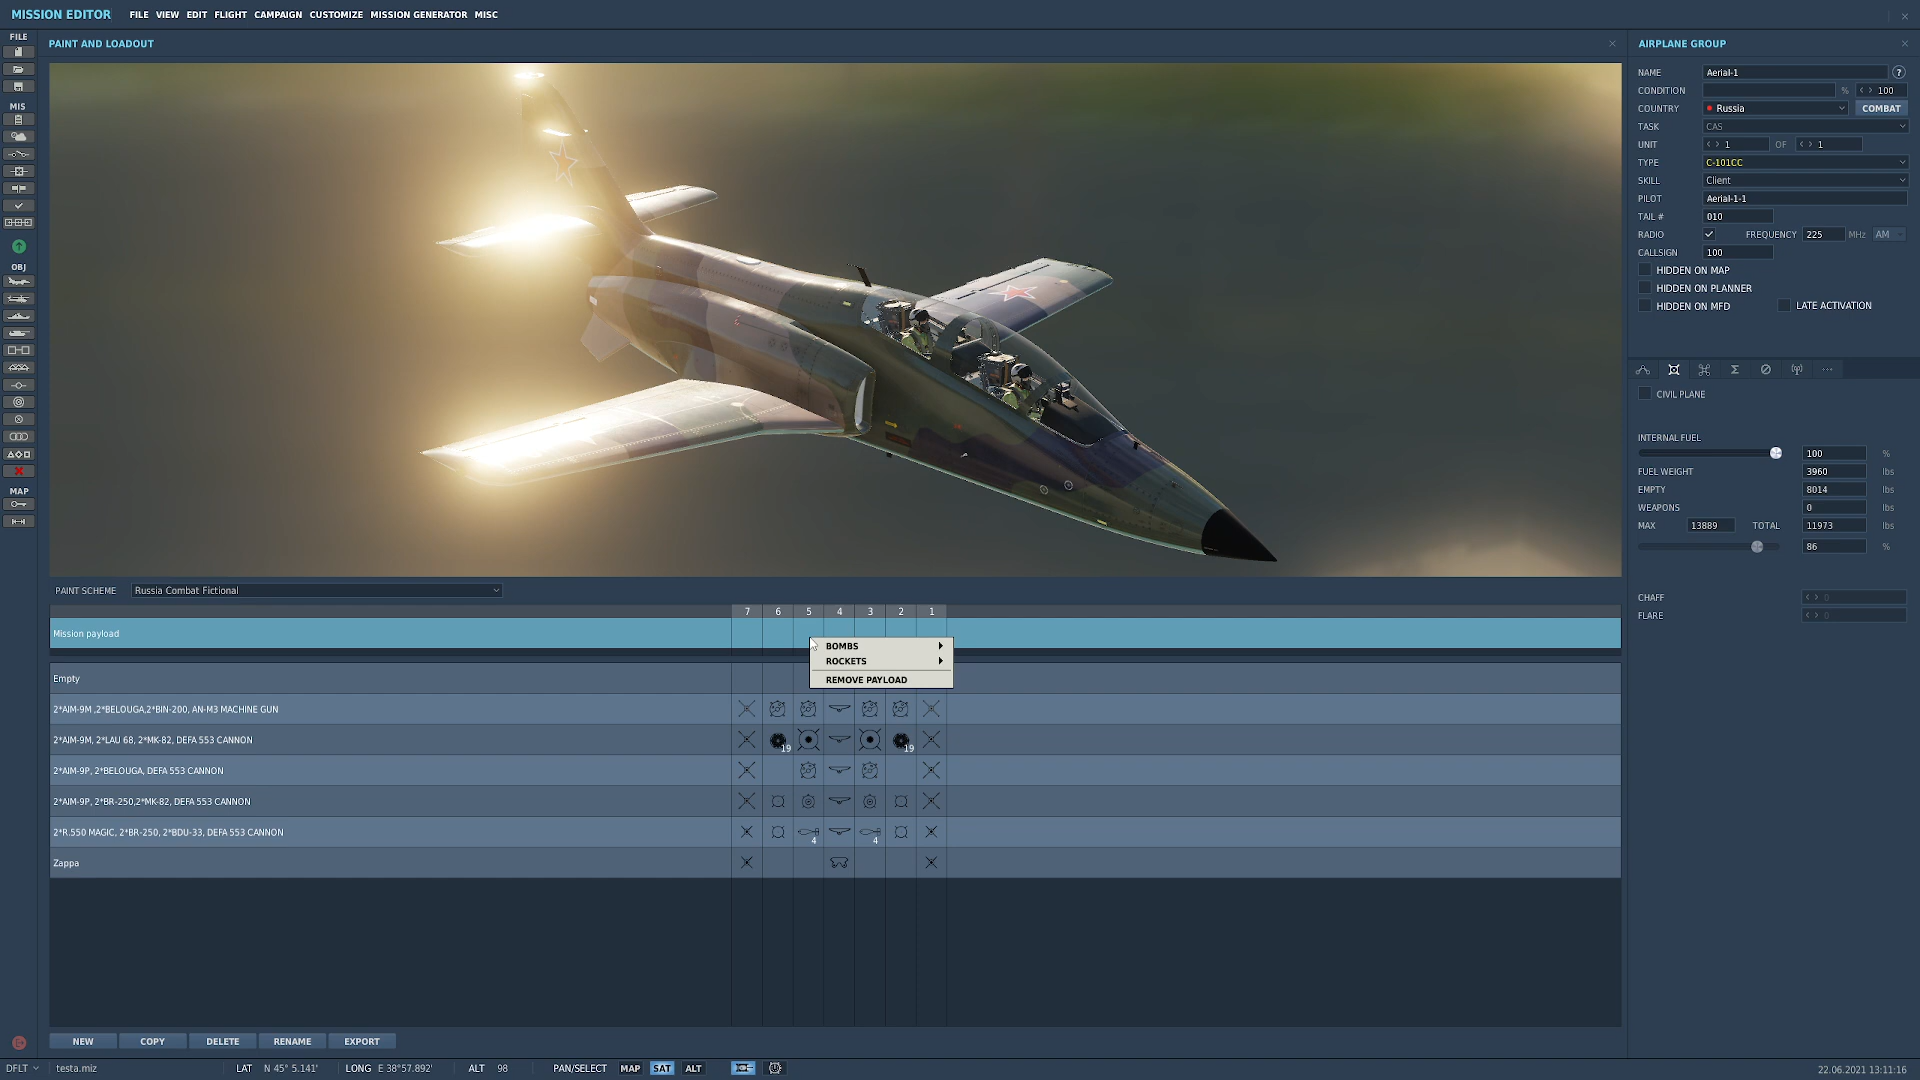 MISSION EDITOR FILE VIEW EDIT FLIGHT CAMPAIGN CUSTOMIZE MISSION GENERATOR MISC
FILE
PAINT AND LOADOUT
MIS
OBJ
MAP
PAINT SCHEME Russia Combat Fictional
7 6 5 4 3 2 1
Mission payload
BOMBS
ROCKETS
REMOVE PAYLOAD
Empty
2*AIM-9M ,2*BELOUGA,2*BIN-200, AN-M3 MACHINE GUN
2*AIM-9M, 2*LAU 68, 2*MK-82, DEFA 553 CANNON
19 19
2*AIM-9P, 2*BELOUGA, DEFA 553 CANNON
2*AIM-9P, 2*BR-250,2*MK-82, DEFA 553 CANNON
2*R.550 MAGIC, 2*BR-250, 2*BDU-33, DEFA 553 CANNON
4 4
Zappa
NEW COPY DELETE RENAME EXPORT
AIRPLANE GROUP
NAME Aerial-1 ?
CONDITION % < > 100
COUNTRY Russia COMBAT
TASK CAS
UNIT < > 1 OF < > 1
TYPE C-101CC
SKILL Client
PILOT Aerial-1-1
TAIL # 010
RADIO FREQUENCY 225 MHz AM
CALLSIGN 100
HIDDEN ON MAP
HIDDEN ON PLANNER
HIDDEN ON MFD LATE ACTIVATION
CIVIL PLANE
INTERNAL FUEL
100 %
FUEL WEIGHT 3960 lbs
EMPTY 8014 lbs
WEAPONS 0 lbs
MAX 13889 TOTAL 11973 lbs
86 %
CHAFF < > 0
FLARE < > 0
DFLT testa.miz LAT N 45° 5.141' LONG E 38°57.892' ALT 98 PAN/SELECT MAP SAT ALT 22.06.2021 13:11:16